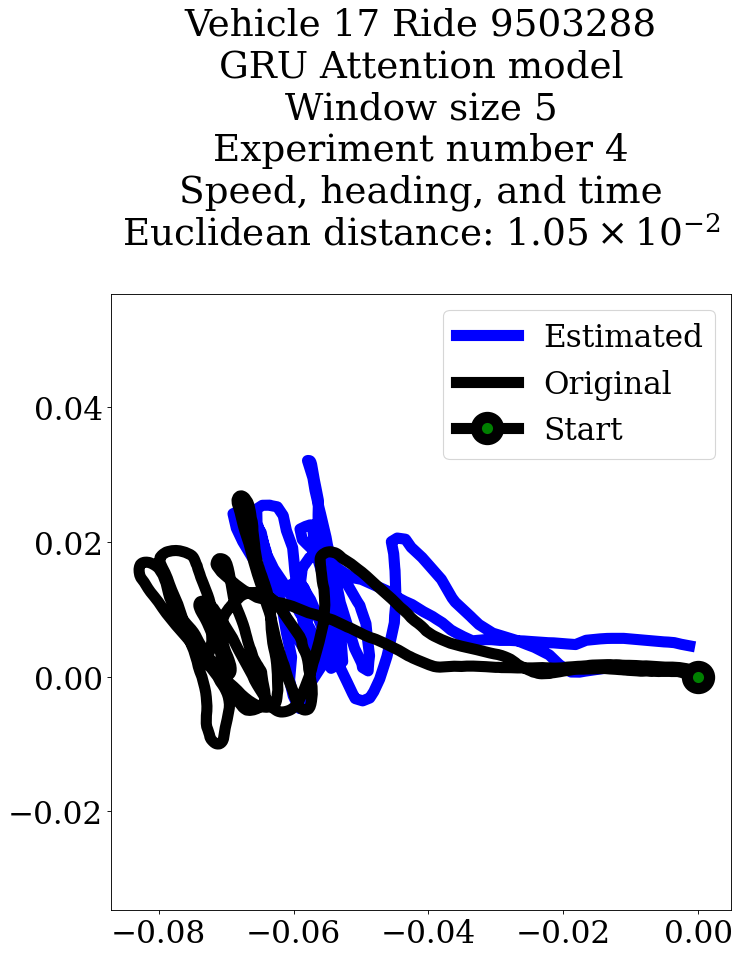 Vehicle 17 Ride 9503288
GRU Attention model
Window size 5
Experiment number 4
Speed, heading, and time
Euclidean distance: 1.05 × 10⁻²
Estimated
Original
Start
0.04
0.02
0.00
−0.02
−0.08 −0.06 −0.04 −0.02 0.00